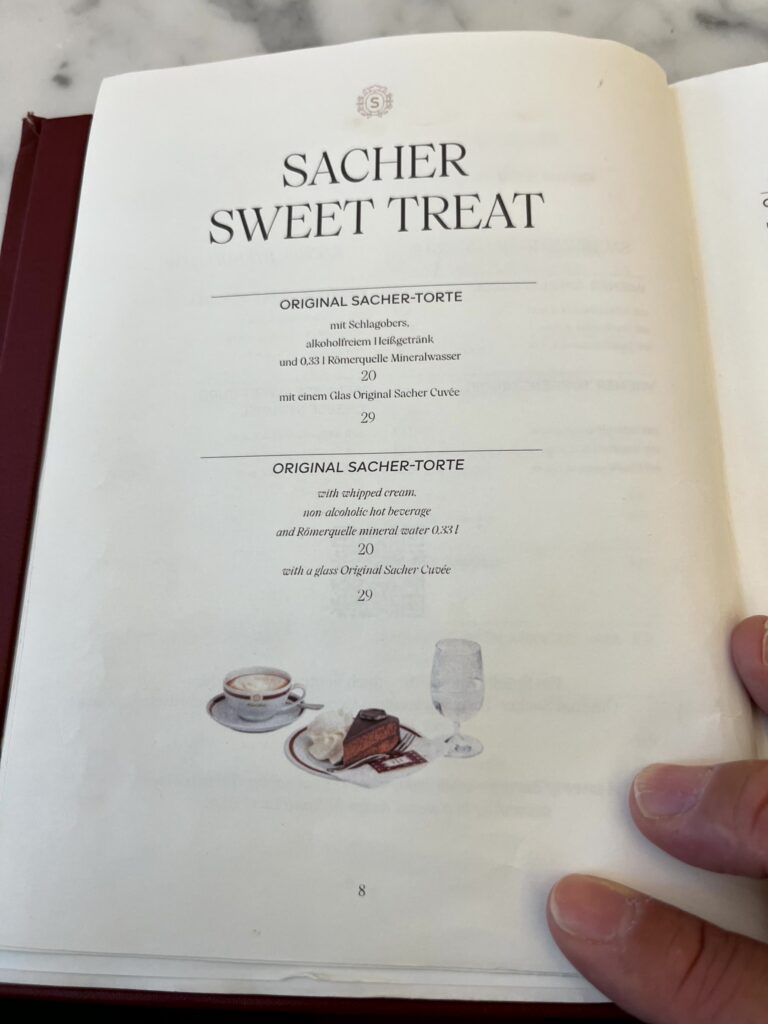 S
SACHER
SWEET TREAT
ORIGINAL SACHER-TORTE
mit Schlagobers,
alkoholfreiem Heißgetränk
und 0,33 l Römerquelle Mineralwasser
20
mit einem Glas Original Sacher Cuvée
29
ORIGINAL SACHER-TORTE
with whipped cream,
non-alcoholic hot beverage
and Römerquelle mineral water 0,33 l
20
with a glass Original Sacher Cuvée
29
8